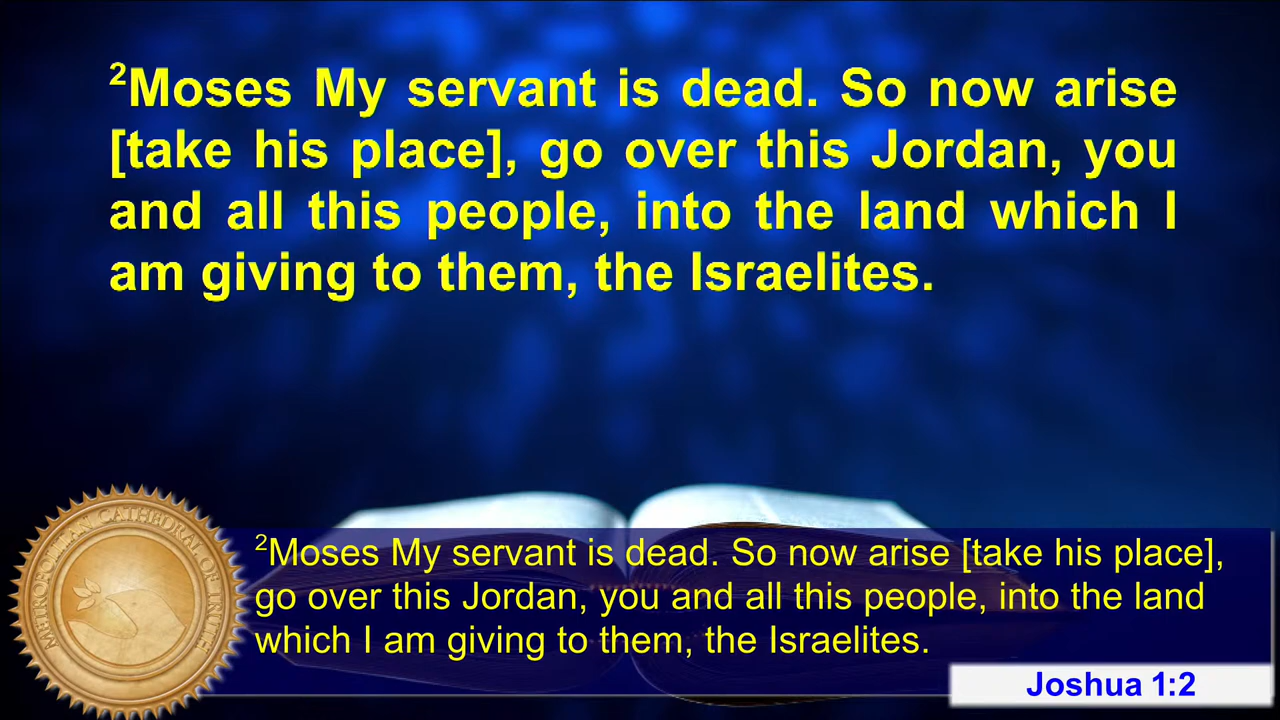 ²Moses My servant is dead. So now arise
[take his place], go over this Jordan, you
and all this people, into the land which I
am giving to them, the Israelites.
METROPOLITAN CATHEDRAL OF TRUTH
²Moses My servant is dead. So now arise [take his place],
go over this Jordan, you and all this people, into the land
which I am giving to them, the Israelites.
Joshua 1:2